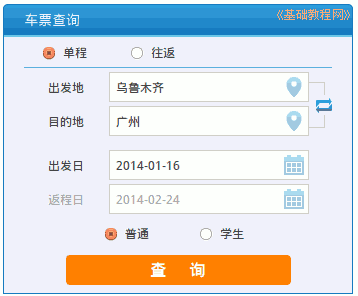 车票查询 《基础教程网》
单程 往返
出发地 乌鲁木齐
目的地 广州
出发日 2014-01-16
返程日 2014-02-24
普通 学生
查 询